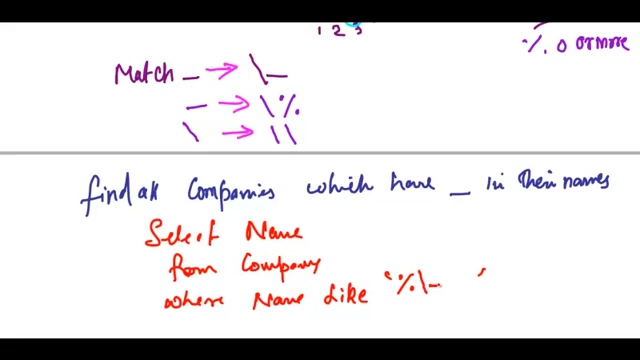 1 2 3
% 0 or more
Match _ → \_
— → \%
\ → \\
find all Companies which have _ in their names
Select Name
from Company
where Name Like '%\_ '